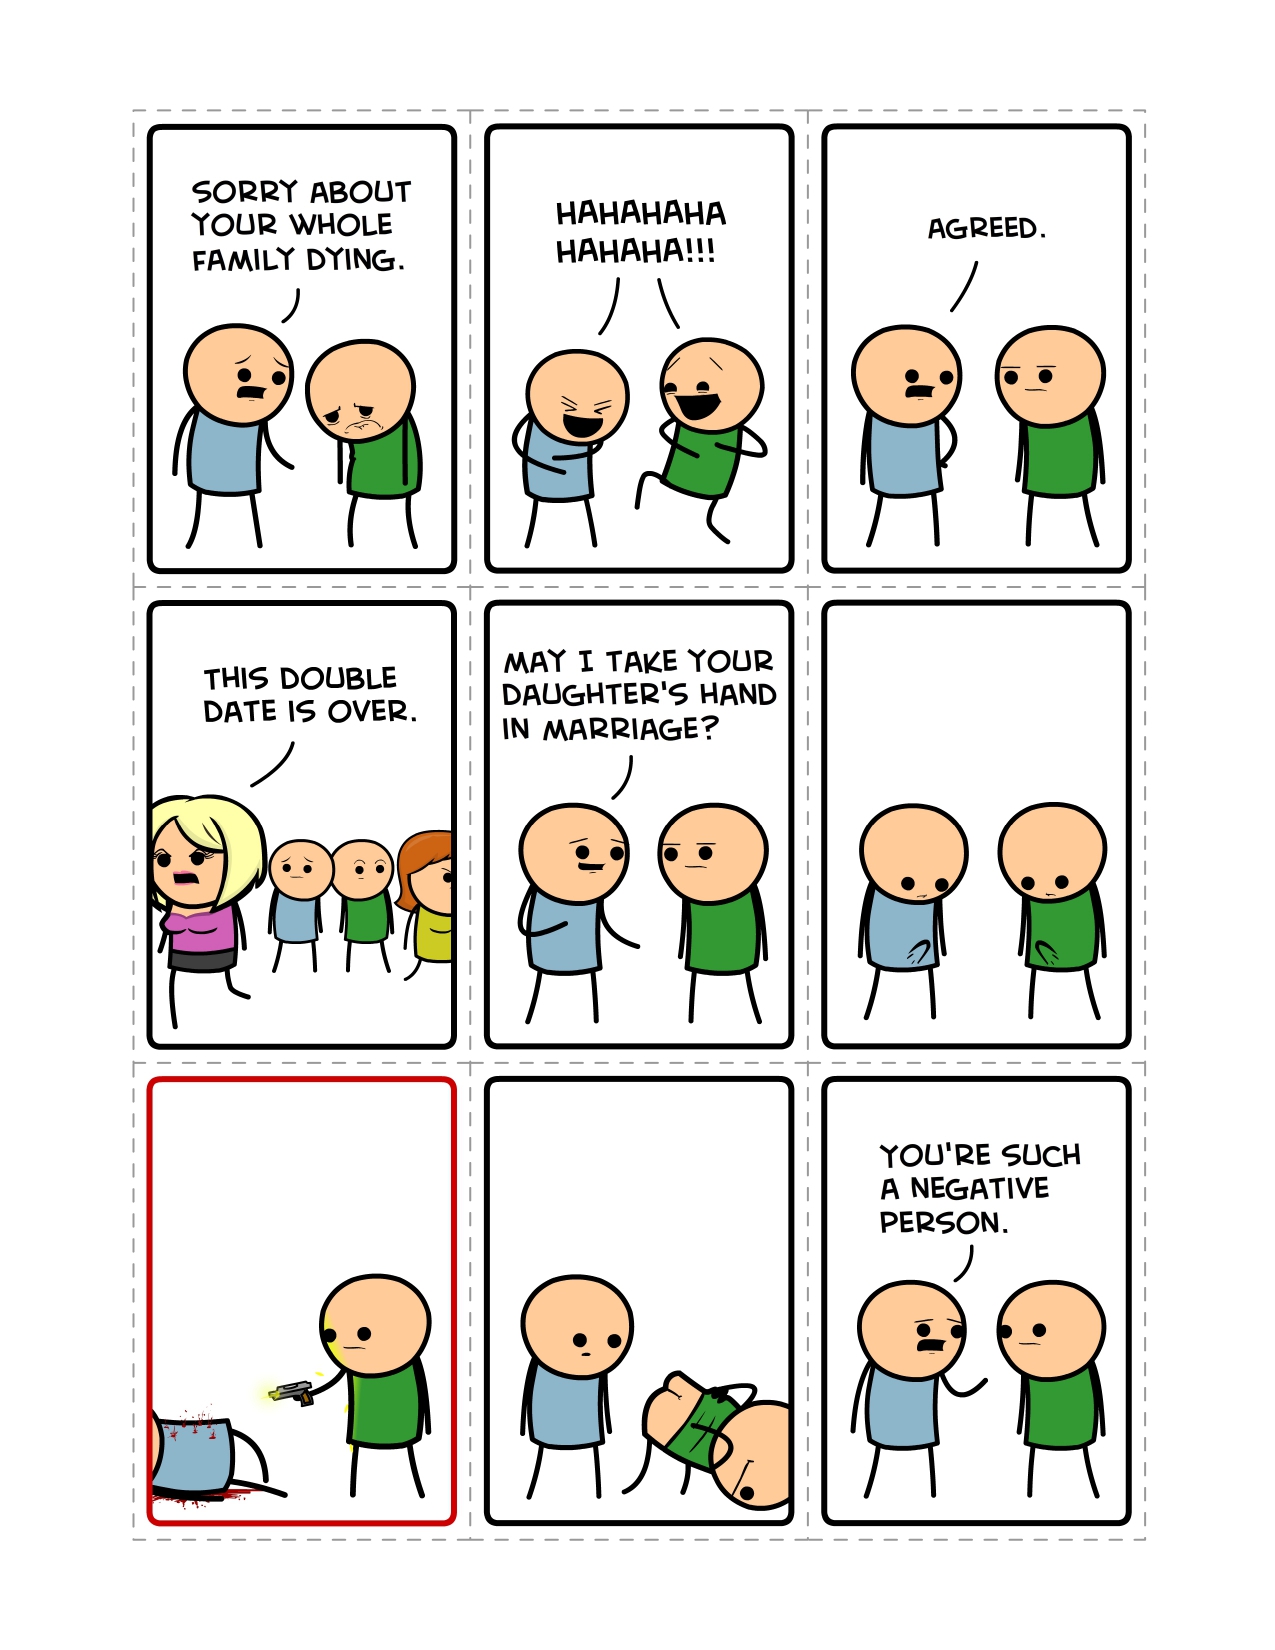 SORRY ABOUT
YOUR WHOLE
FAMILY DYING.
HAHAHAHA
HAHAHA!!!
AGREED.
THIS DOUBLE
DATE IS OVER.
MAY I TAKE YOUR
DAUGHTER'S HAND
IN MARRIAGE?
YOU'RE SUCH
A NEGATIVE
PERSON.